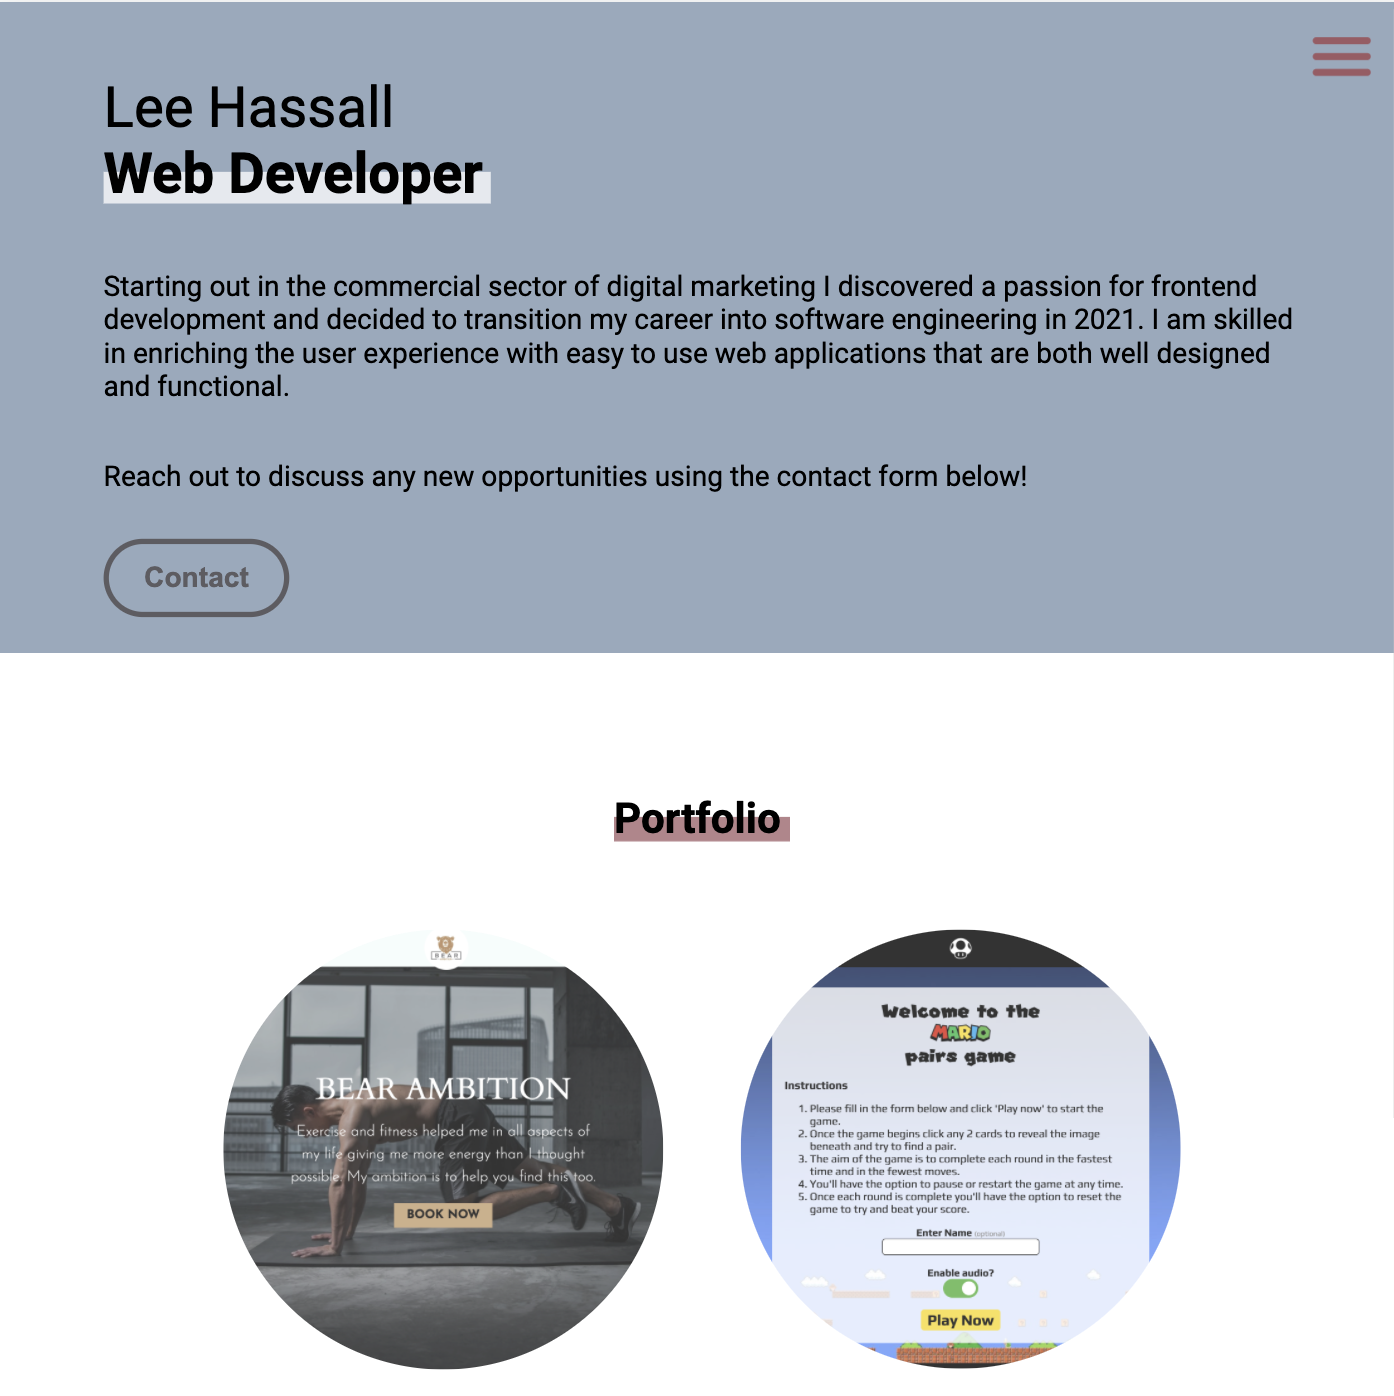 Lee Hassall
Web Developer
Starting out in the commercial sector of digital marketing I discovered a passion for frontend
development and decided to transition my career into software engineering in 2021. I am skilled
in enriching the user experience with easy to use web applications that are both well designed
and functional.
Reach out to discuss any new opportunities using the contact form below!
Contact
Portfolio
BEAR
BEAR AMBITION
Exercise and fitness helped me in all aspects of
my life giving me more energy than I thought
possible. My ambition is to help you find this too.
BOOK NOW
Welcome to the
MARIO
pairs game
Instructions
1. Please fill in the form below and click 'Play now' to start the
game.
2. Once the game begins click any 2 cards to reveal the image
beneath and try to find a pair.
3. The aim of the game is to complete each round in the fastest
time and in the fewest moves.
4. You'll have the option to pause or restart the game at any time.
5. Once each round is complete you'll have the option to reset the
game to try and beat your score.
Enter Name (optional)
Enable audio?
Play Now